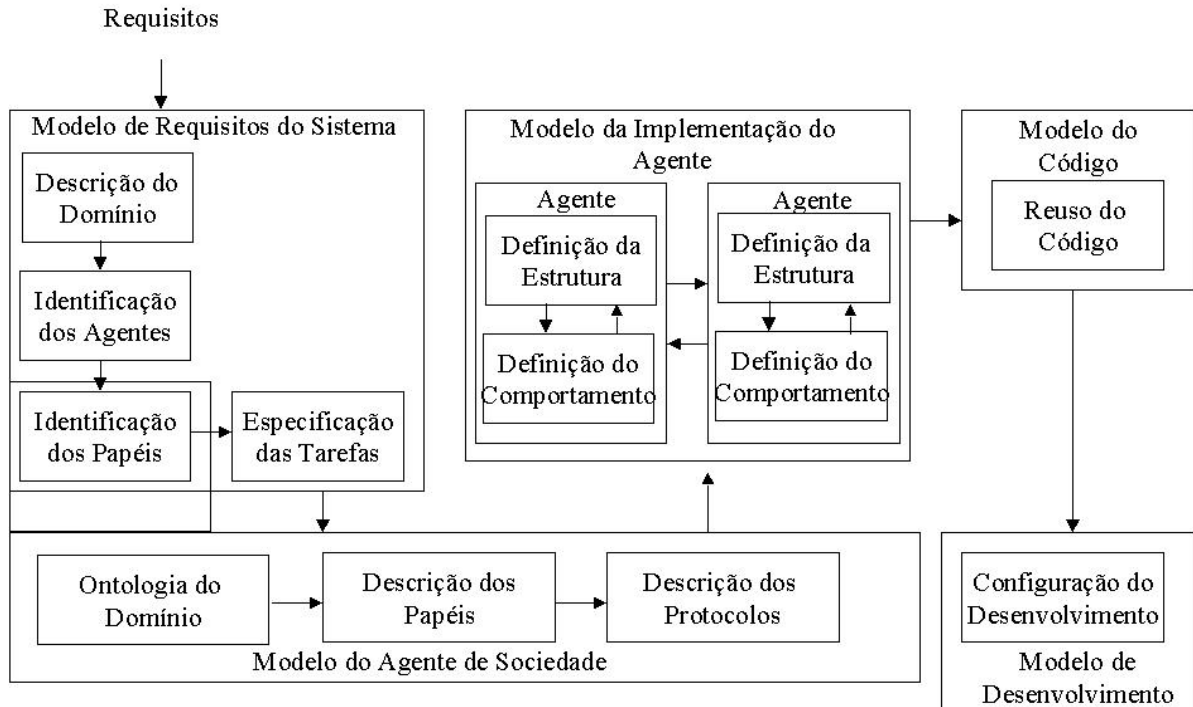 Requisitos
Modelo de Requisitos do Sistema
Descrição do
Domínio
Identificação
dos Agentes
Identificação
dos Papéis
Especificação
das Tarefas
Modelo da Implementação do
Agente
Agente
Definição da
Estrutura
Definição do
Comportamento
Agente
Definição da
Estrutura
Definição do
Comportamento
Modelo do
Código
Reuso do
Código
Ontologia do
Domínio
Descrição dos
Papéis
Descrição dos
Protocolos
Modelo do Agente de Sociedade
Configuração do
Desenvolvimento
Modelo de
Desenvolvimento